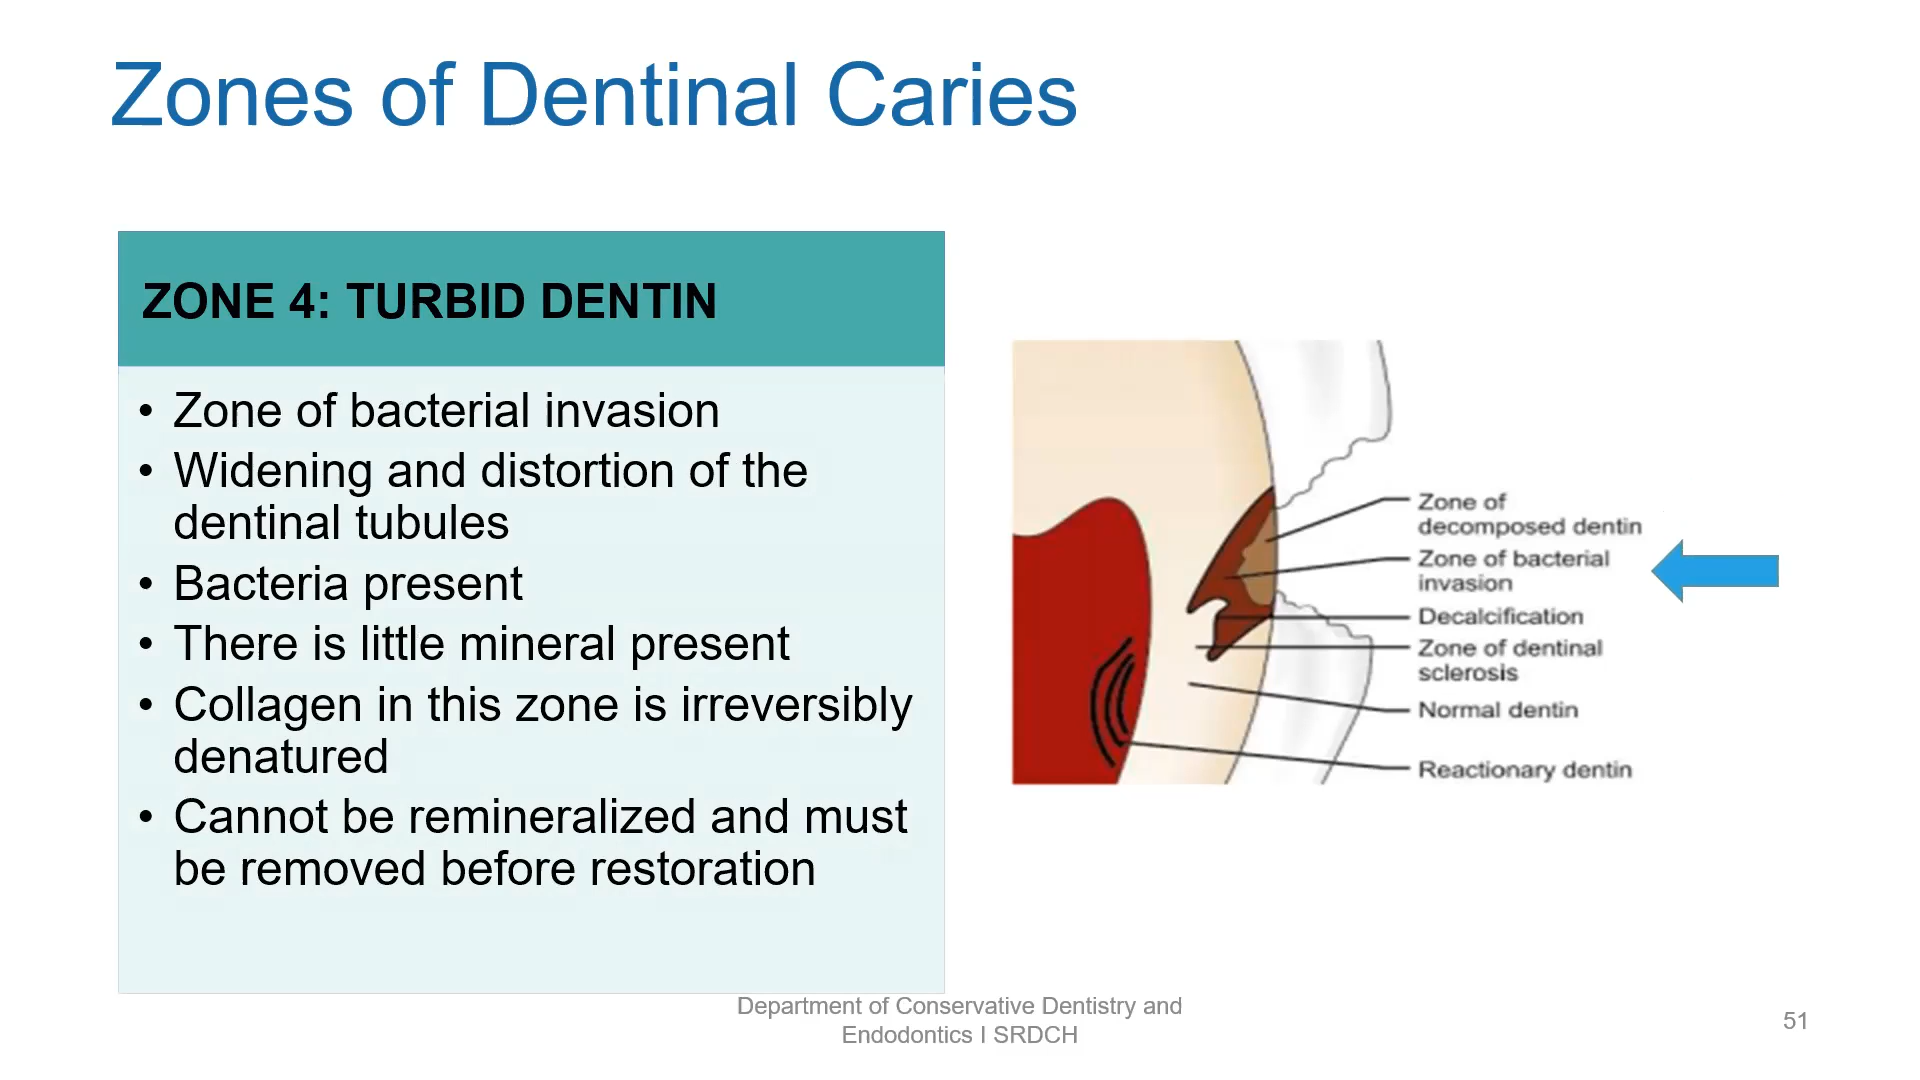 Zones of Dentinal Caries
ZONE 4: TURBID DENTIN
• Zone of bacterial invasion
• Widening and distortion of the
dentinal tubules
• Bacteria present
• There is little mineral present
• Collagen in this zone is irreversibly
denatured
• Cannot be remineralized and must
be removed before restoration
Zone of
decomposed dentin
Zone of bacterial
invasion
Decalcification
Zone of dentinal
sclerosis
Normal dentin
Reactionary dentin
Department of Conservative Dentistry and
Endodontics I SRDCH
51